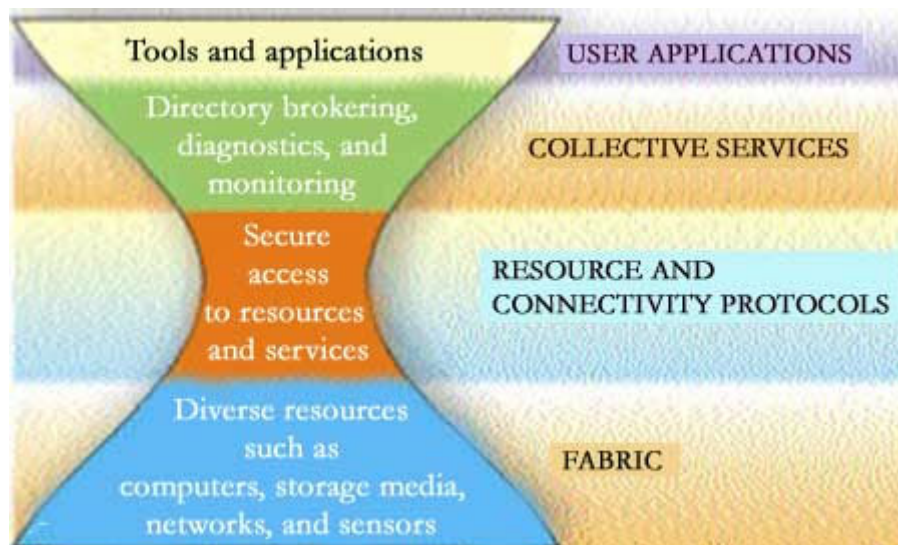 Tools and applications
USER APPLICATIONS
Directory brokering,
diagnostics, and
monitoring
COLLECTIVE SERVICES
Secure
access
to resources
and services
RESOURCE AND
CONNECTIVITY PROTOCOLS
Diverse resources
such as
computers, storage media,
networks, and sensors
FABRIC